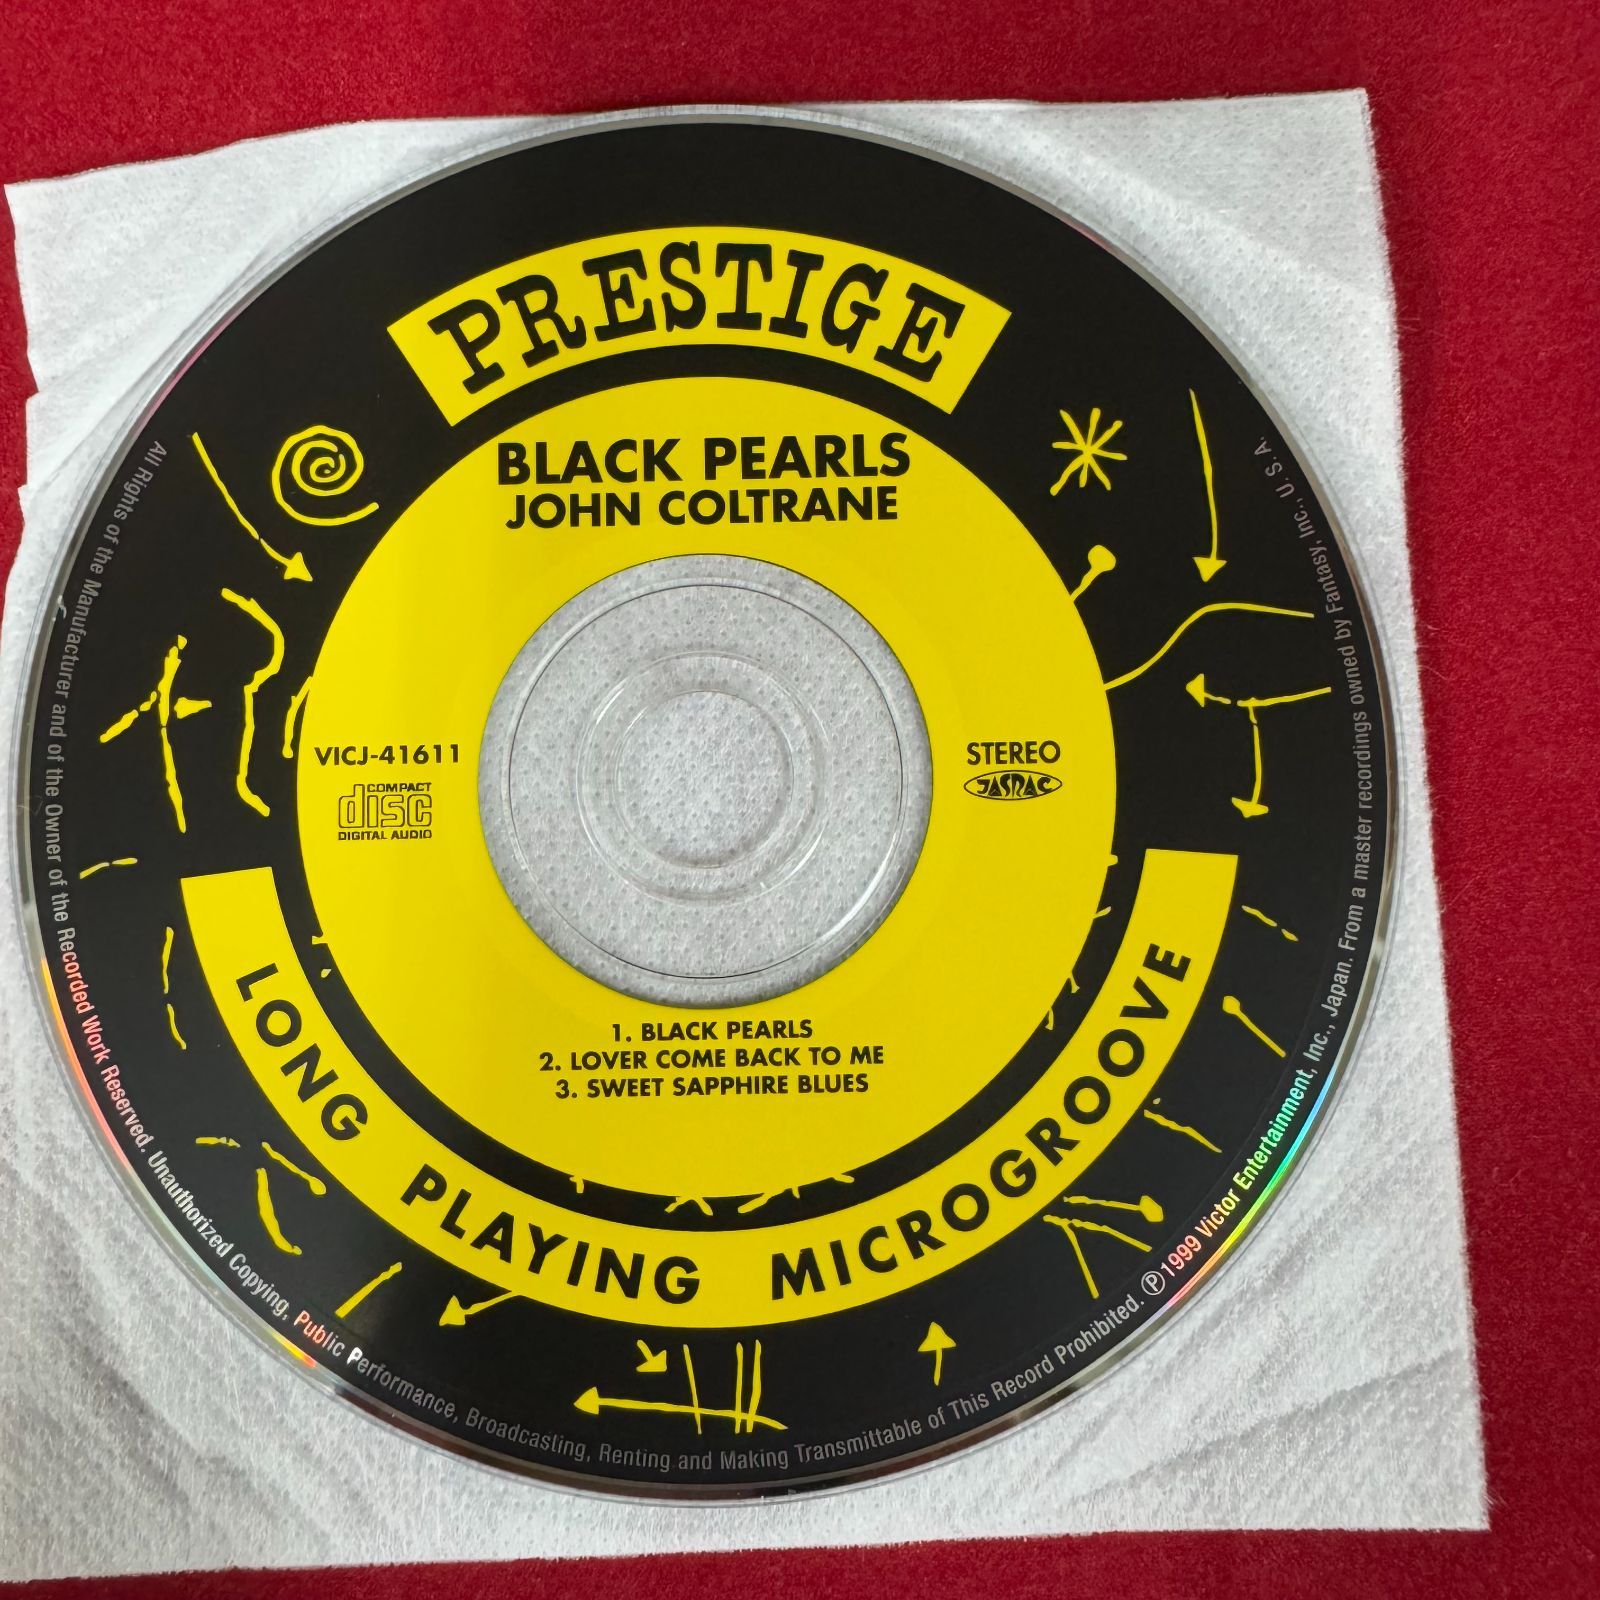 PRESTIGE
BLACK PEARLS
JOHN COLTRANE
VICJ-41611
COMPACT
disc
DIGITAL AUDIO
STEREO
JASRAC
1. BLACK PEARLS
2. LOVER COME BACK TO ME
3. SWEET SAPPHIRE BLUES
LONG PLAYING MICROGROOVE
All Rights of the Manufacturer and of the Owner of the Recorded Work Reserved. Unauthorized Copying, Public Performance, Broadcasting, Renting and Making Transmittable of This Record Prohibited. ℗1999 Victor Entertainment, Inc., Japan. From a master recordings owned by Fantasy, Inc., U.S.A.